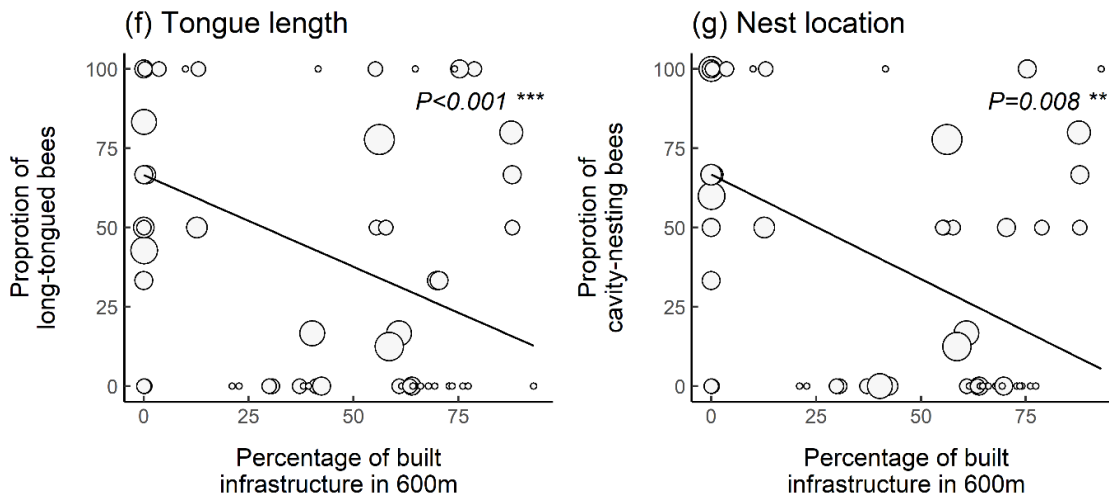 (f) Tongue length
Proprotion of
long-tongued bees
100
75
50
25
0
P<0.001 ***
0
25
50
75
Percentage of built
infrastructure in 600m
(g) Nest location
Proprotion of
cavity-nesting bees
100
75
50
25
0
P=0.008 **
0
25
50
75
Percentage of built
infrastructure in 600m